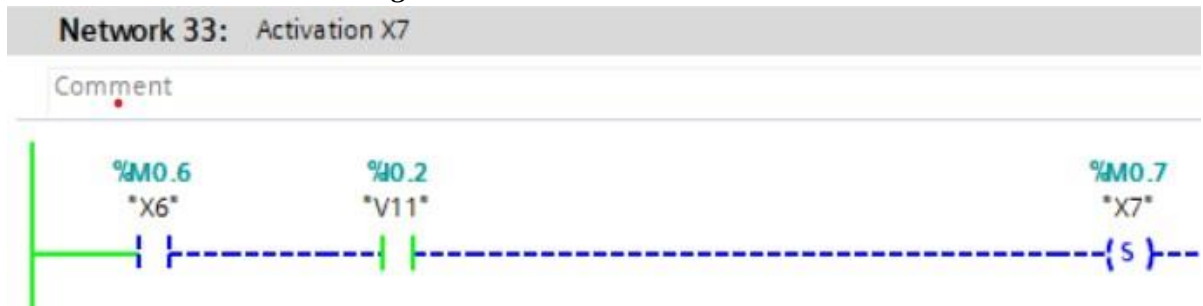 Network 33: Activation X7
Comment
%M0.6 %I0.2 %M0.7
"X6" "V11" "X7"
S